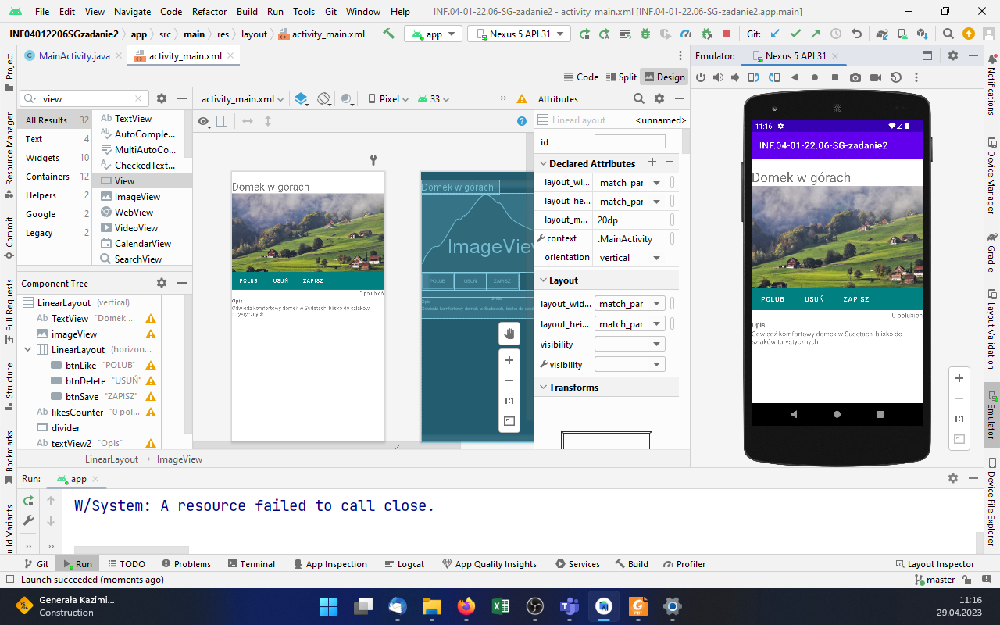 File Edit View Navigate Code Refactor Build Run Tools Git Window Help INF.04-01-22.06-SG-zadanie2 - activity_main.xml [INF.04-01-22.06-SG-zadanie2.app.main]
INF04012206SGzadanie2 app src main res layout activity_main.xml app Nexus 5 API 31 Git:
MainActivity.java activity_main.xml Emulator: Nexus 5 API 31
Code Split Design
view activity_main.xml Pixel 33 Attributes
All Results 32
Text 4
Widgets 10
Containers 12
Helpers 2
Google 2
Legacy 2
TextView
AutoComple...
MultiAutoCo...
CheckedText...
View
ImageView
WebView
VideoView
CalendarView
SearchView
Component Tree
LinearLayout (vertical)
TextView "Domek ...
imageView
LinearLayout (horizon...
btnLike "POLUB"
btnDelete "USUŃ"
btnSave "ZAPISZ"
likesCounter "0 pol...
divider
textView2 "Opis"
Domek w górach
POLUB USUŃ ZAPISZ
0 polubień
Opis
Odwiedź komfortowy domek w Sudetach, blisko do szlaków
turystycznych
Domek w górach
ImageView
POLUB USUŃ ZAPISZ
Opis
Odwiedź komfortowy domek w Sudetach, blisko do szlaków
1:1
LinearLayout ImageView
LinearLayout <unnamed>
id
Declared Attributes
layout_wi... match_par
layout_he... match_par
layout_m... 20dp
context .MainActivity
orientation vertical
Layout
layout_wid... match_par
layout_hei... match_par
visibility
visibility
Transforms
11:16
INF.04-01-22.06-SG-zadanie2
Domek w górach
POLUB USUŃ ZAPISZ
0 polubień
Opis
Odwiedź komfortowy domek w Sudetach, blisko do
szlaków turystycznych
1:1
Project
Resource Manager
Commit
Pull Requests
Structure
Bookmarks
uild Variants
Notifications
Device Manager
Gradle
Layout Validation
Emulator
Device File Explorer
Run: app
W/System: A resource failed to call close.
Git Run TODO Problems Terminal App Inspection Logcat App Quality Insights Services Build Profiler Layout Inspector
Launch succeeded (moments ago) master
Generała Kazimi...
Construction
11:16
29.04.2023